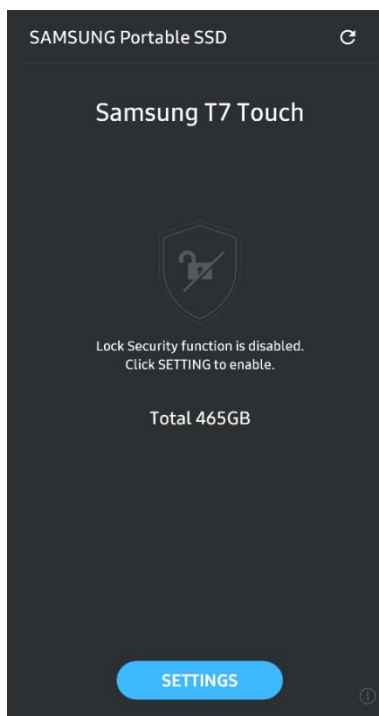 SAMSUNG Portable SSD
Samsung T7 Touch
Lock Security function is disabled.
Click SETTING to enable.
Total 465GB
SETTINGS